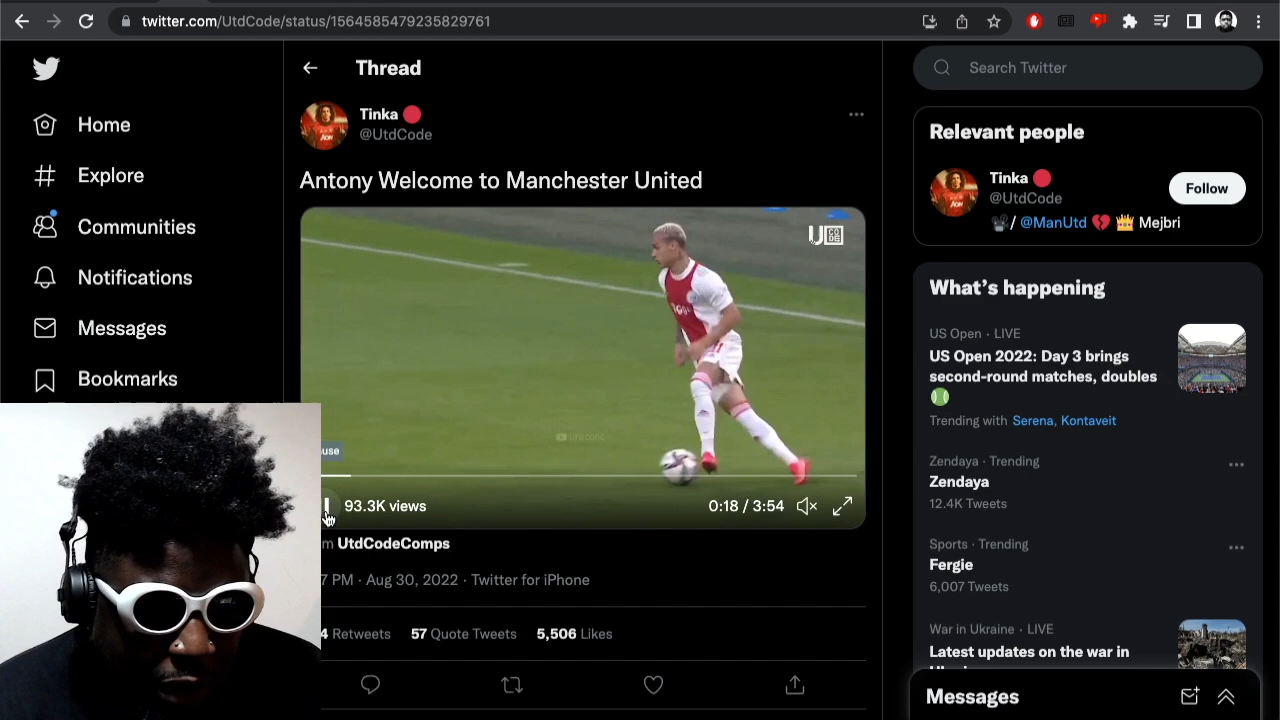 twitter.com/UtdCode/status/1564585479235829761
Home
Explore
Communities
Notifications
Messages
Bookmarks
Thread
Tinka
@UtdCode
Antony Welcome to Manchester United
93.3K views
0:18 / 3:54
UtdCodeComps
PM · Aug 30, 2022 · Twitter for iPhone
Retweets 57 Quote Tweets 5,506 Likes
Search Twitter
Relevant people
Tinka
@UtdCode
Follow
/ @ManUtd Mejbri
What's happening
US Open · LIVE
US Open 2022: Day 3 brings
second-round matches, doubles
Trending with Serena, Kontaveit
Zendaya · Trending
Zendaya
12.4K Tweets
Sports · Trending
Fergie
6,007 Tweets
War in Ukraine · LIVE
Latest updates on the war in
Messages